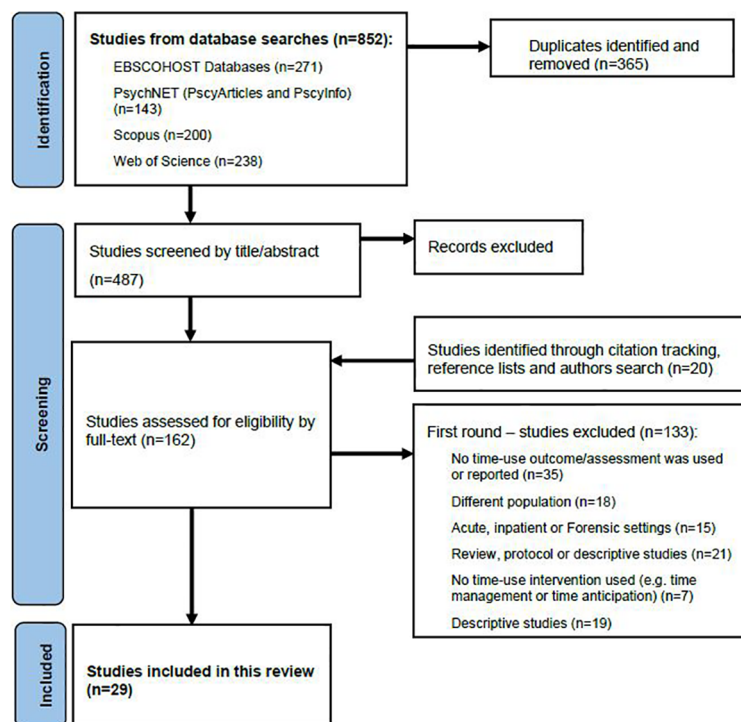 Identification
Studies from database searches (n=852):
EBSCOHOST Databases (n=271)
PsychNET (PscyArticles and PscyInfo)
(n=143)
Scopus (n=200)
Web of Science (n=238)
Duplicates identified and
removed (n=365)
Screening
Studies screened by title/abstract
(n=487)
Records excluded
Studies identified through citation tracking,
reference lists and authors search (n=20)
Studies assessed for eligibility by
full-text (n=162)
First round – studies excluded (n=133):
No time-use outcome/assessment was used
or reported (n=35)
Different population (n=18)
Acute, inpatient or Forensic settings (n=15)
Review, protocol or descriptive studies (n=21)
No time-use intervention used (e.g. time
management or time anticipation) (n=7)
Descriptive studies (n=19)
Included
Studies included in this review
(n=29)